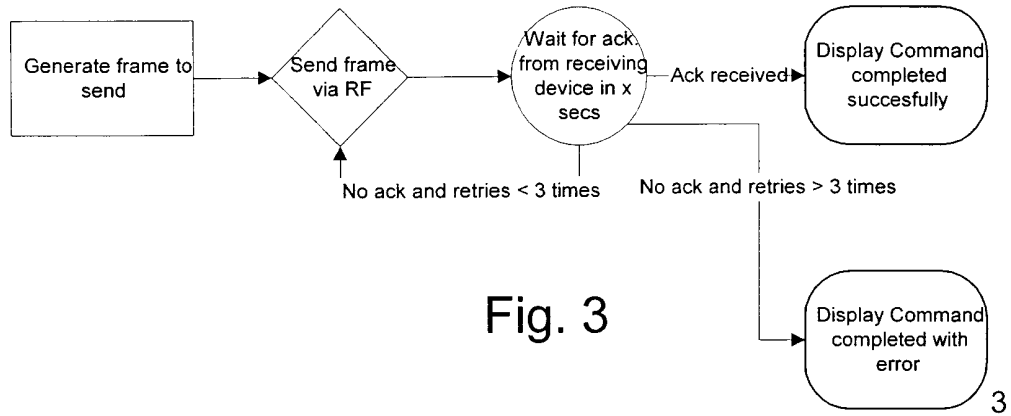 Generate frame to
send
Send frame
via RF
Wait for ack.
from receiving
device in x
secs
Ack received
Display Command
completed
succesfully
No ack and retries < 3 times
No ack and retries > 3 times
Display Command
completed with
error
Fig. 3
3